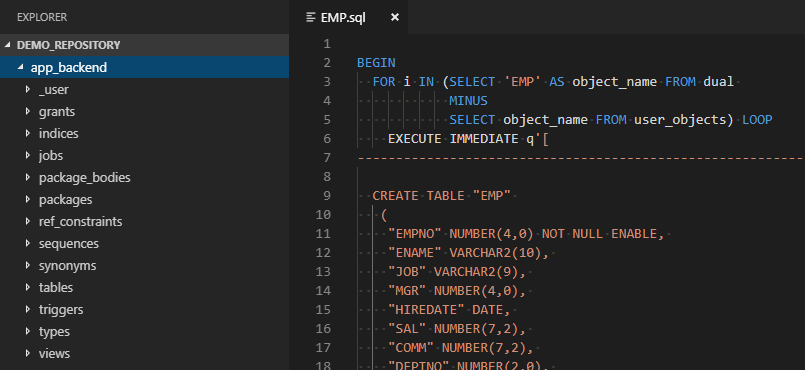 EXPLORER
DEMO_REPOSITORY
app_backend
_user
grants
indices
jobs
package_bodies
packages
ref_constraints
sequences
synonyms
tables
triggers
types
views
EMP.sql
1
2 BEGIN
3 FOR i IN (SELECT 'EMP' AS object_name FROM dual
4 MINUS
5 SELECT object_name FROM user_objects) LOOP
6 EXECUTE IMMEDIATE q'[
7 ------------------------------------------------------------
8
9 CREATE TABLE "EMP"
10 (
11 "EMPNO" NUMBER(4,0) NOT NULL ENABLE,
12 "ENAME" VARCHAR2(10),
13 "JOB" VARCHAR2(9),
14 "MGR" NUMBER(4,0),
15 "HIREDATE" DATE,
16 "SAL" NUMBER(7,2),
17 "COMM" NUMBER(7,2),
18 "DEPTNO" NUMBER(2,0),